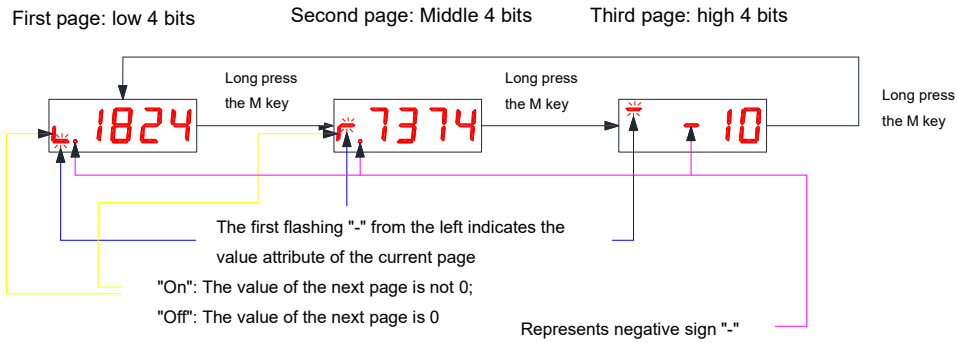 First page: low 4 bits
Second page: Middle 4 bits
Third page: high 4 bits
Long press
the M key
Long press
the M key
Long press
the M key
1824
7374
- 10
The first flashing "-" from the left indicates the
value attribute of the current page
"On": The value of the next page is not 0;
"Off": The value of the next page is 0
Represents negative sign "-"